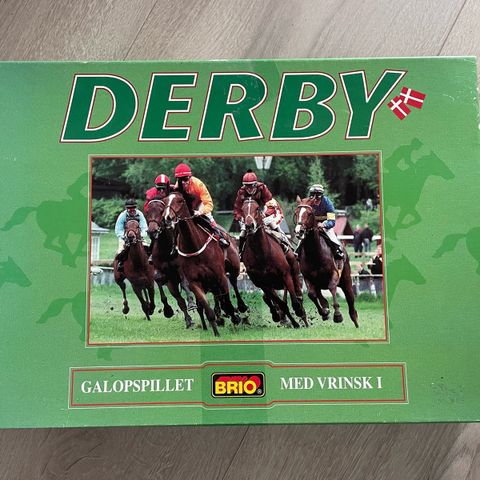 DERBY
GALOPSPILLET BRIO® MED VRINSK I